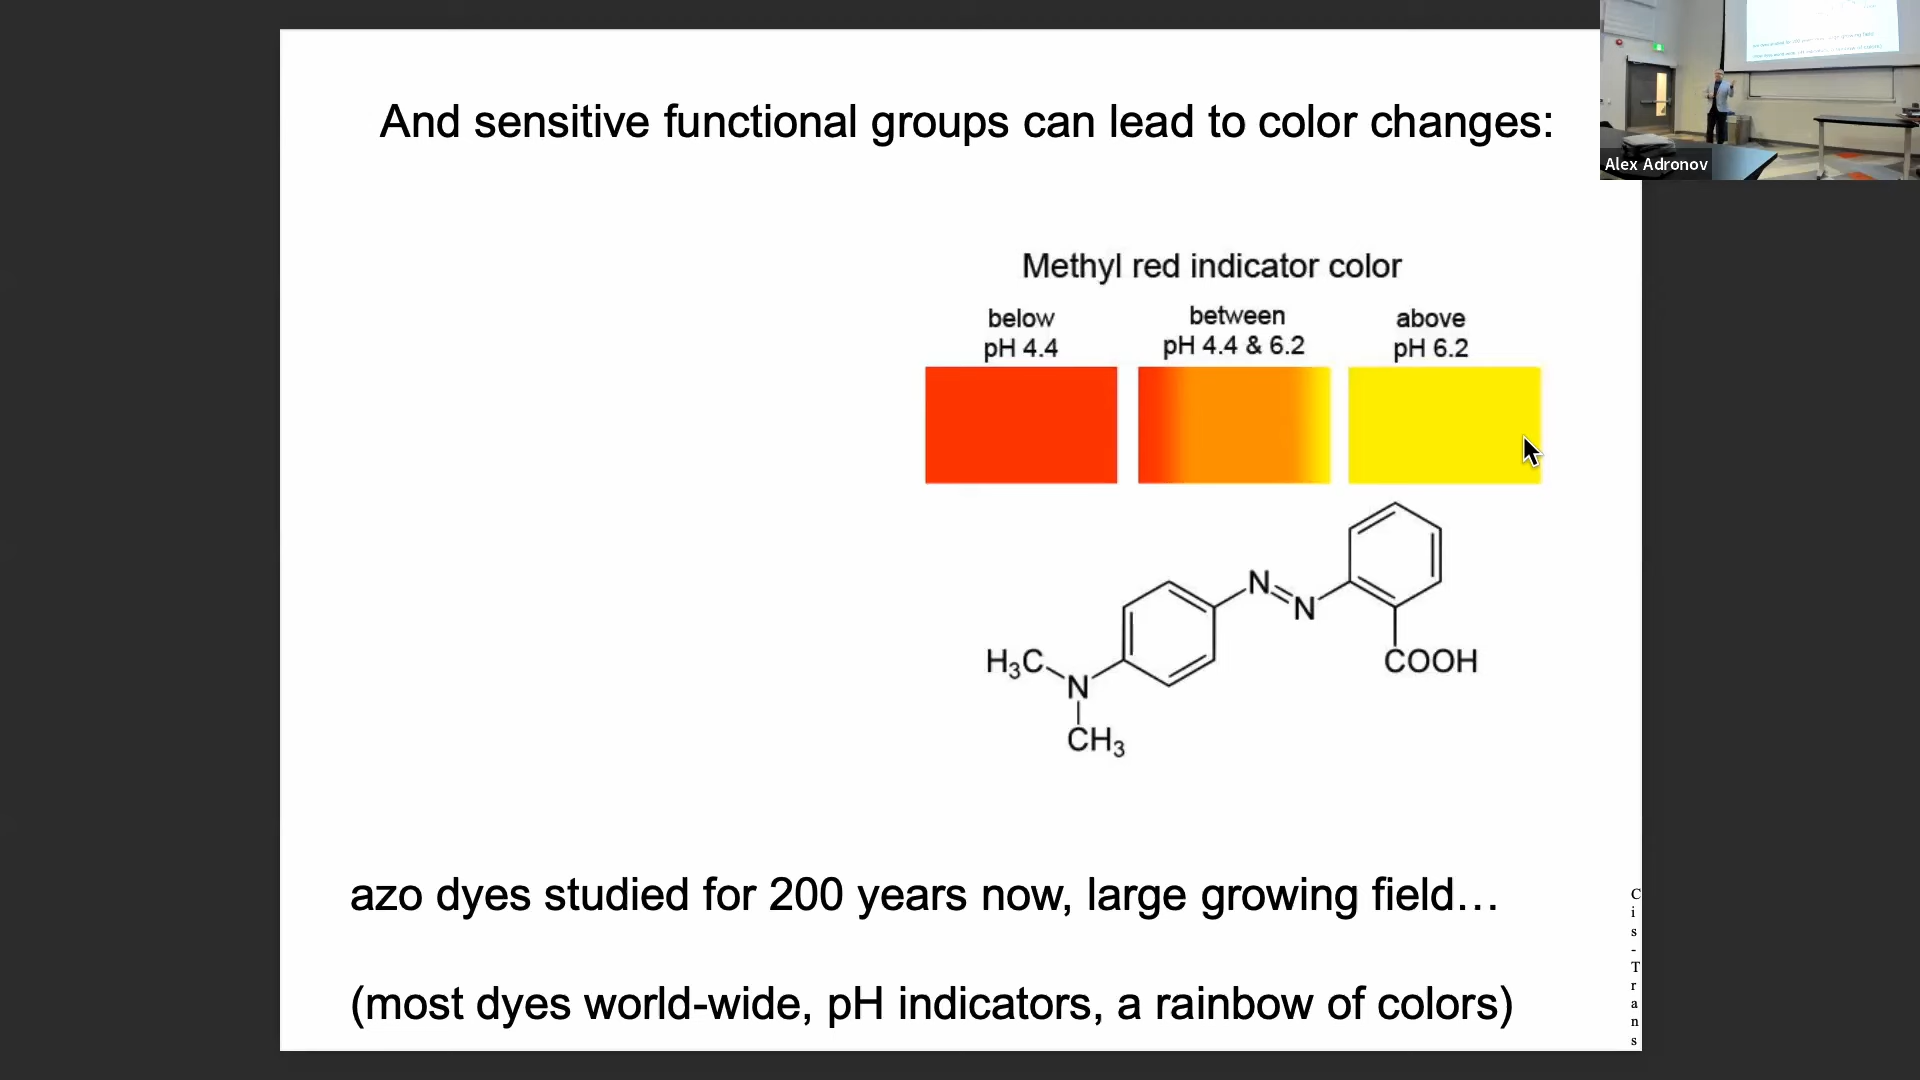 And sensitive functional groups can lead to color changes:
Alex Adronov
Methyl red indicator color
below
pH 4.4
between
pH 4.4 & 6.2
above
pH 6.2
N
N
H3C
N
CH3
COOH
azo dyes studied for 200 years now, large growing field…
(most dyes world-wide, pH indicators, a rainbow of colors)
Cis-Trans